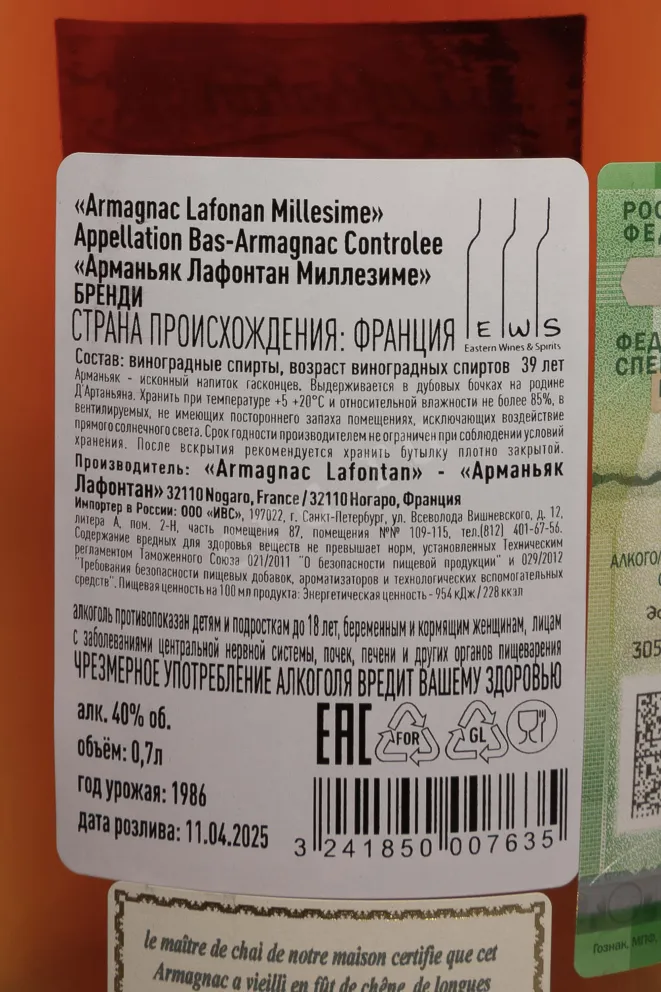 «Armagnac Lafonan Millesime»
Appellation Bas-Armagnac Controlee
«Арманьяк Лафонтан Миллезиме»
БРЕНДИ
СТРАНА ПРОИСХОЖДЕНИЯ: ФРАНЦИЯ
E W S
Eastern Wines & Spirits
Состав: виноградные спирты, возраст виноградных спиртов 39 лет
Арманьяк - исконный напиток гасконцев. Выдерживается в дубовых бочках на родине
Д'Артаньяна. Хранить при температуре +5 +20°С и относительной влажности не более 85%, в
вентилируемых, не имеющих постороннего запаха помещениях, исключающих воздействие
прямого солнечного света. Срок годности производителем не ограничен при соблюдении условий
хранения. После вскрытия рекомендуется хранить бутылку плотно закрытой.
Производитель: «Armagnac Lafontan» - «Арманьяк
Лафонтан» 32110 Nogaro, France / 32110 Ногаро, Франция
Импортер в России: ООО «ИВС», 197022, г. Санкт-Петербург, ул. Всеволода Вишневского, д. 12,
литера А, пом. 2-Н, часть помещения 87, помещения №№ 109-115, тел.(812) 401-67-56.
Содержание вредных для здоровья веществ не превышает норм, установленных Техническим
регламентом Таможенного Союза 021/2011 "О безопасности пищевой продукции" и 029/2012
"Требования безопасности пищевых добавок, ароматизаторов и технологических вспомогательных
средств". Пищевая ценность на 100 мл продукта: Энергетическая ценность - 954 кДж / 228 ккал
алкоголь противопоказан детям и подросткам до 18 лет, беременным и кормящим женщинам, лицам
с заболеваниями центральной нервной системы, почек, печени и других органов пищеварения
ЧРЕЗМЕРНОЕ УПОТРЕБЛЕНИЕ АЛКОГОЛЯ ВРЕДИТ ВАШЕМУ ЗДОРОВЬЮ
алк. 40% об.
объём: 0,7л
год урожая: 1986
дата розлива: 11.04.2025
EAC
FOR
GL
3 241850 007635
le maître de chai de notre maison certifie que cet
Armagnac a vieilli en fût de chêne, de longues
РОС
ФЕ
ФЕД
СПЕ
АЛКОГОЛ
305
Гознак, МПФ,